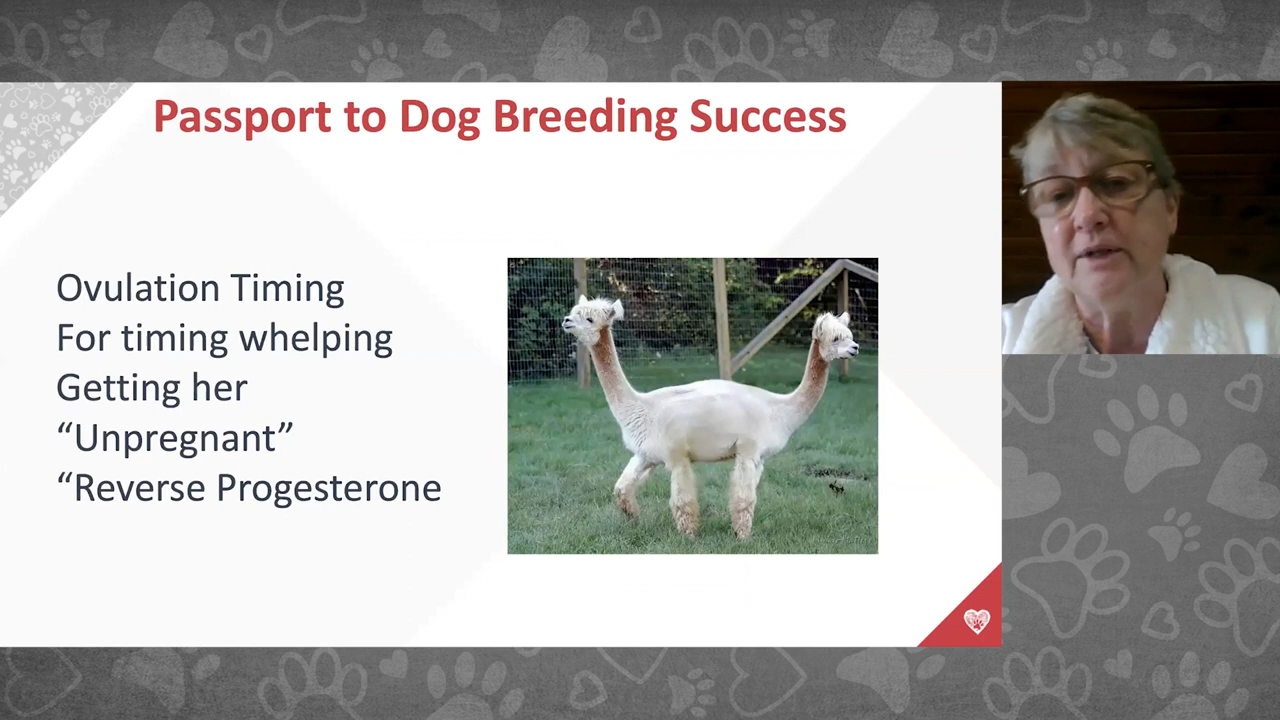 Passport to Dog Breeding Success
Ovulation Timing
For timing whelping
Getting her
“Unpregnant”
“Reverse Progesterone